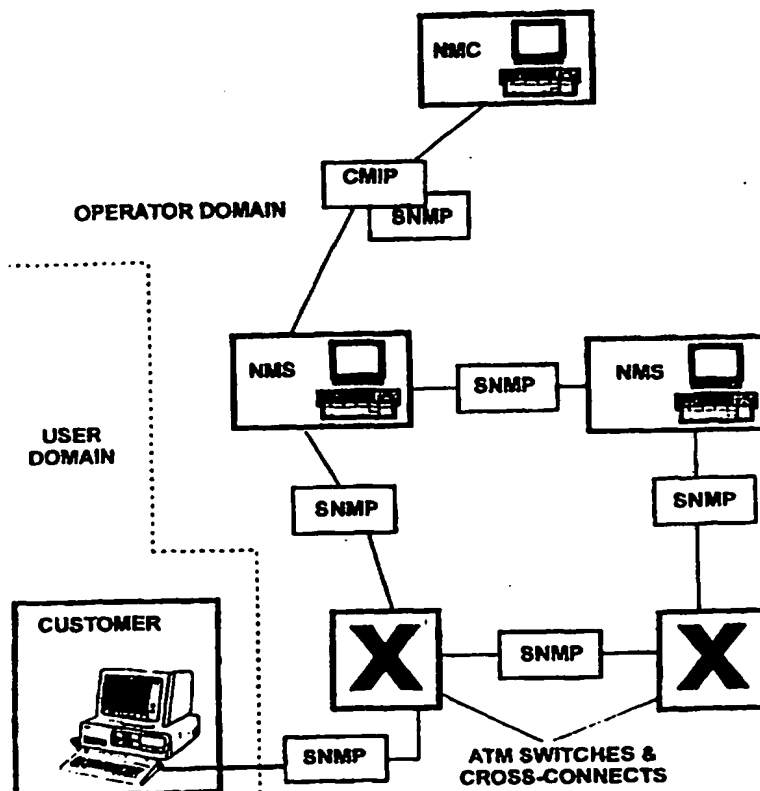 NMC
CMIP
OPERATOR DOMAIN
SNMP
NMS
SNMP
NMS
USER
DOMAIN
SNMP
SNMP
CUSTOMER
X
SNMP
X
SNMP
ATM SWITCHES &
CROSS-CONNECTS